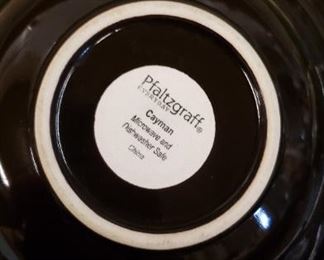 Pfaltzgraff®
EVERYDAY
Cayman
Microwave and
Dishwasher Safe
China